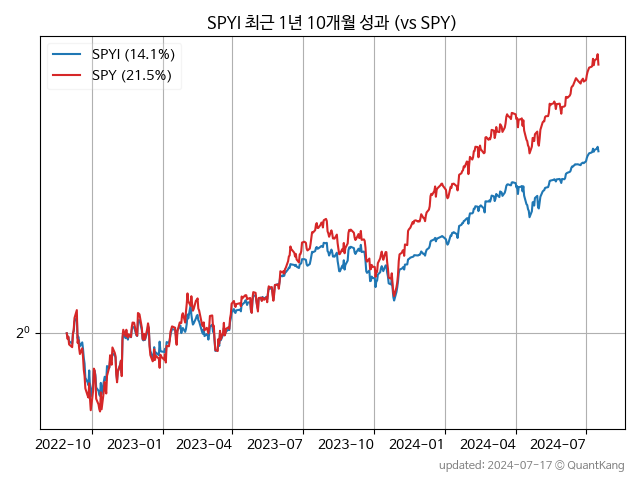 SPYI 최근 1년 10개월 성과 (vs SPY)
SPYI (14.1%)
SPY (21.5%)
2⁰
2022-10 2023-01 2023-04 2023-07 2023-10 2024-01 2024-04 2024-07
updated: 2024-07-17 © QuantKang